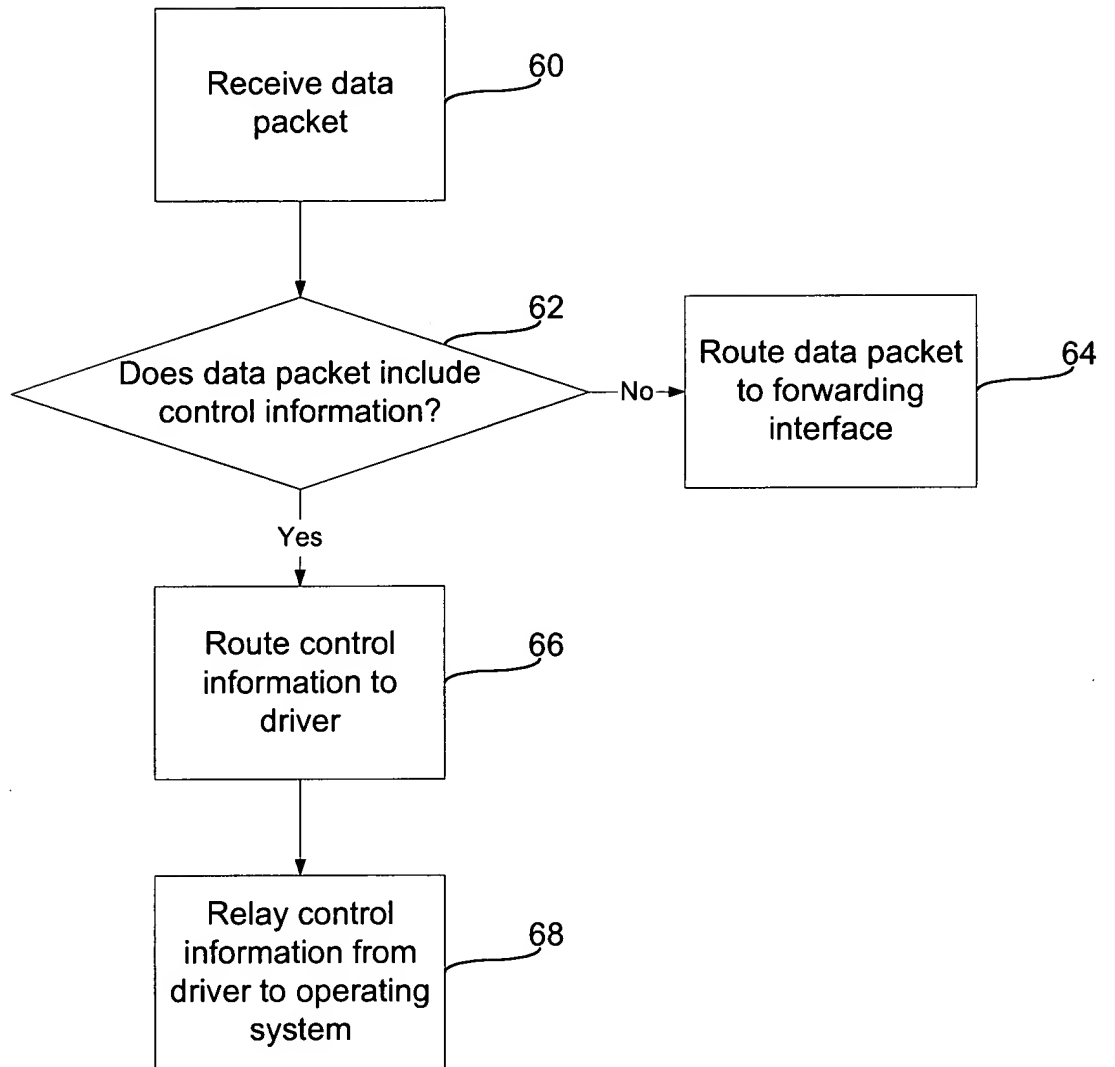 Receive data
packet
60
62
Does data packet include
control information?
No
Route data packet
to forwarding
interface
64
Yes
Route control
information to
driver
66
Relay control
information from
driver to operating
system
68